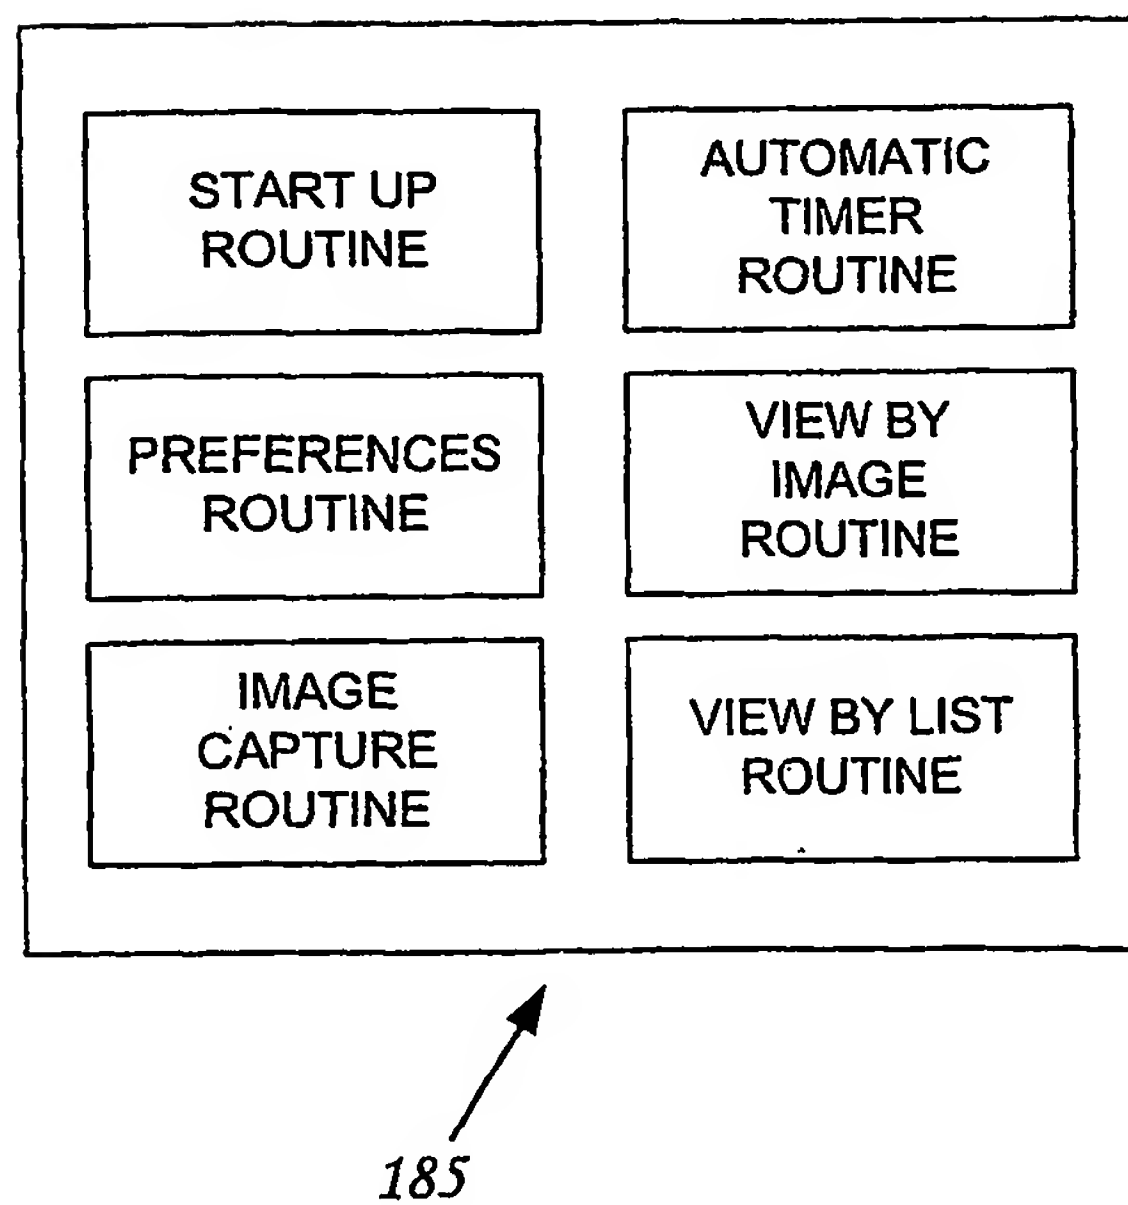 START UP
ROUTINE
AUTOMATIC
TIMER
ROUTINE
PREFERENCES
ROUTINE
VIEW BY
IMAGE
ROUTINE
IMAGE
CAPTURE
ROUTINE
VIEW BY LIST
ROUTINE
185